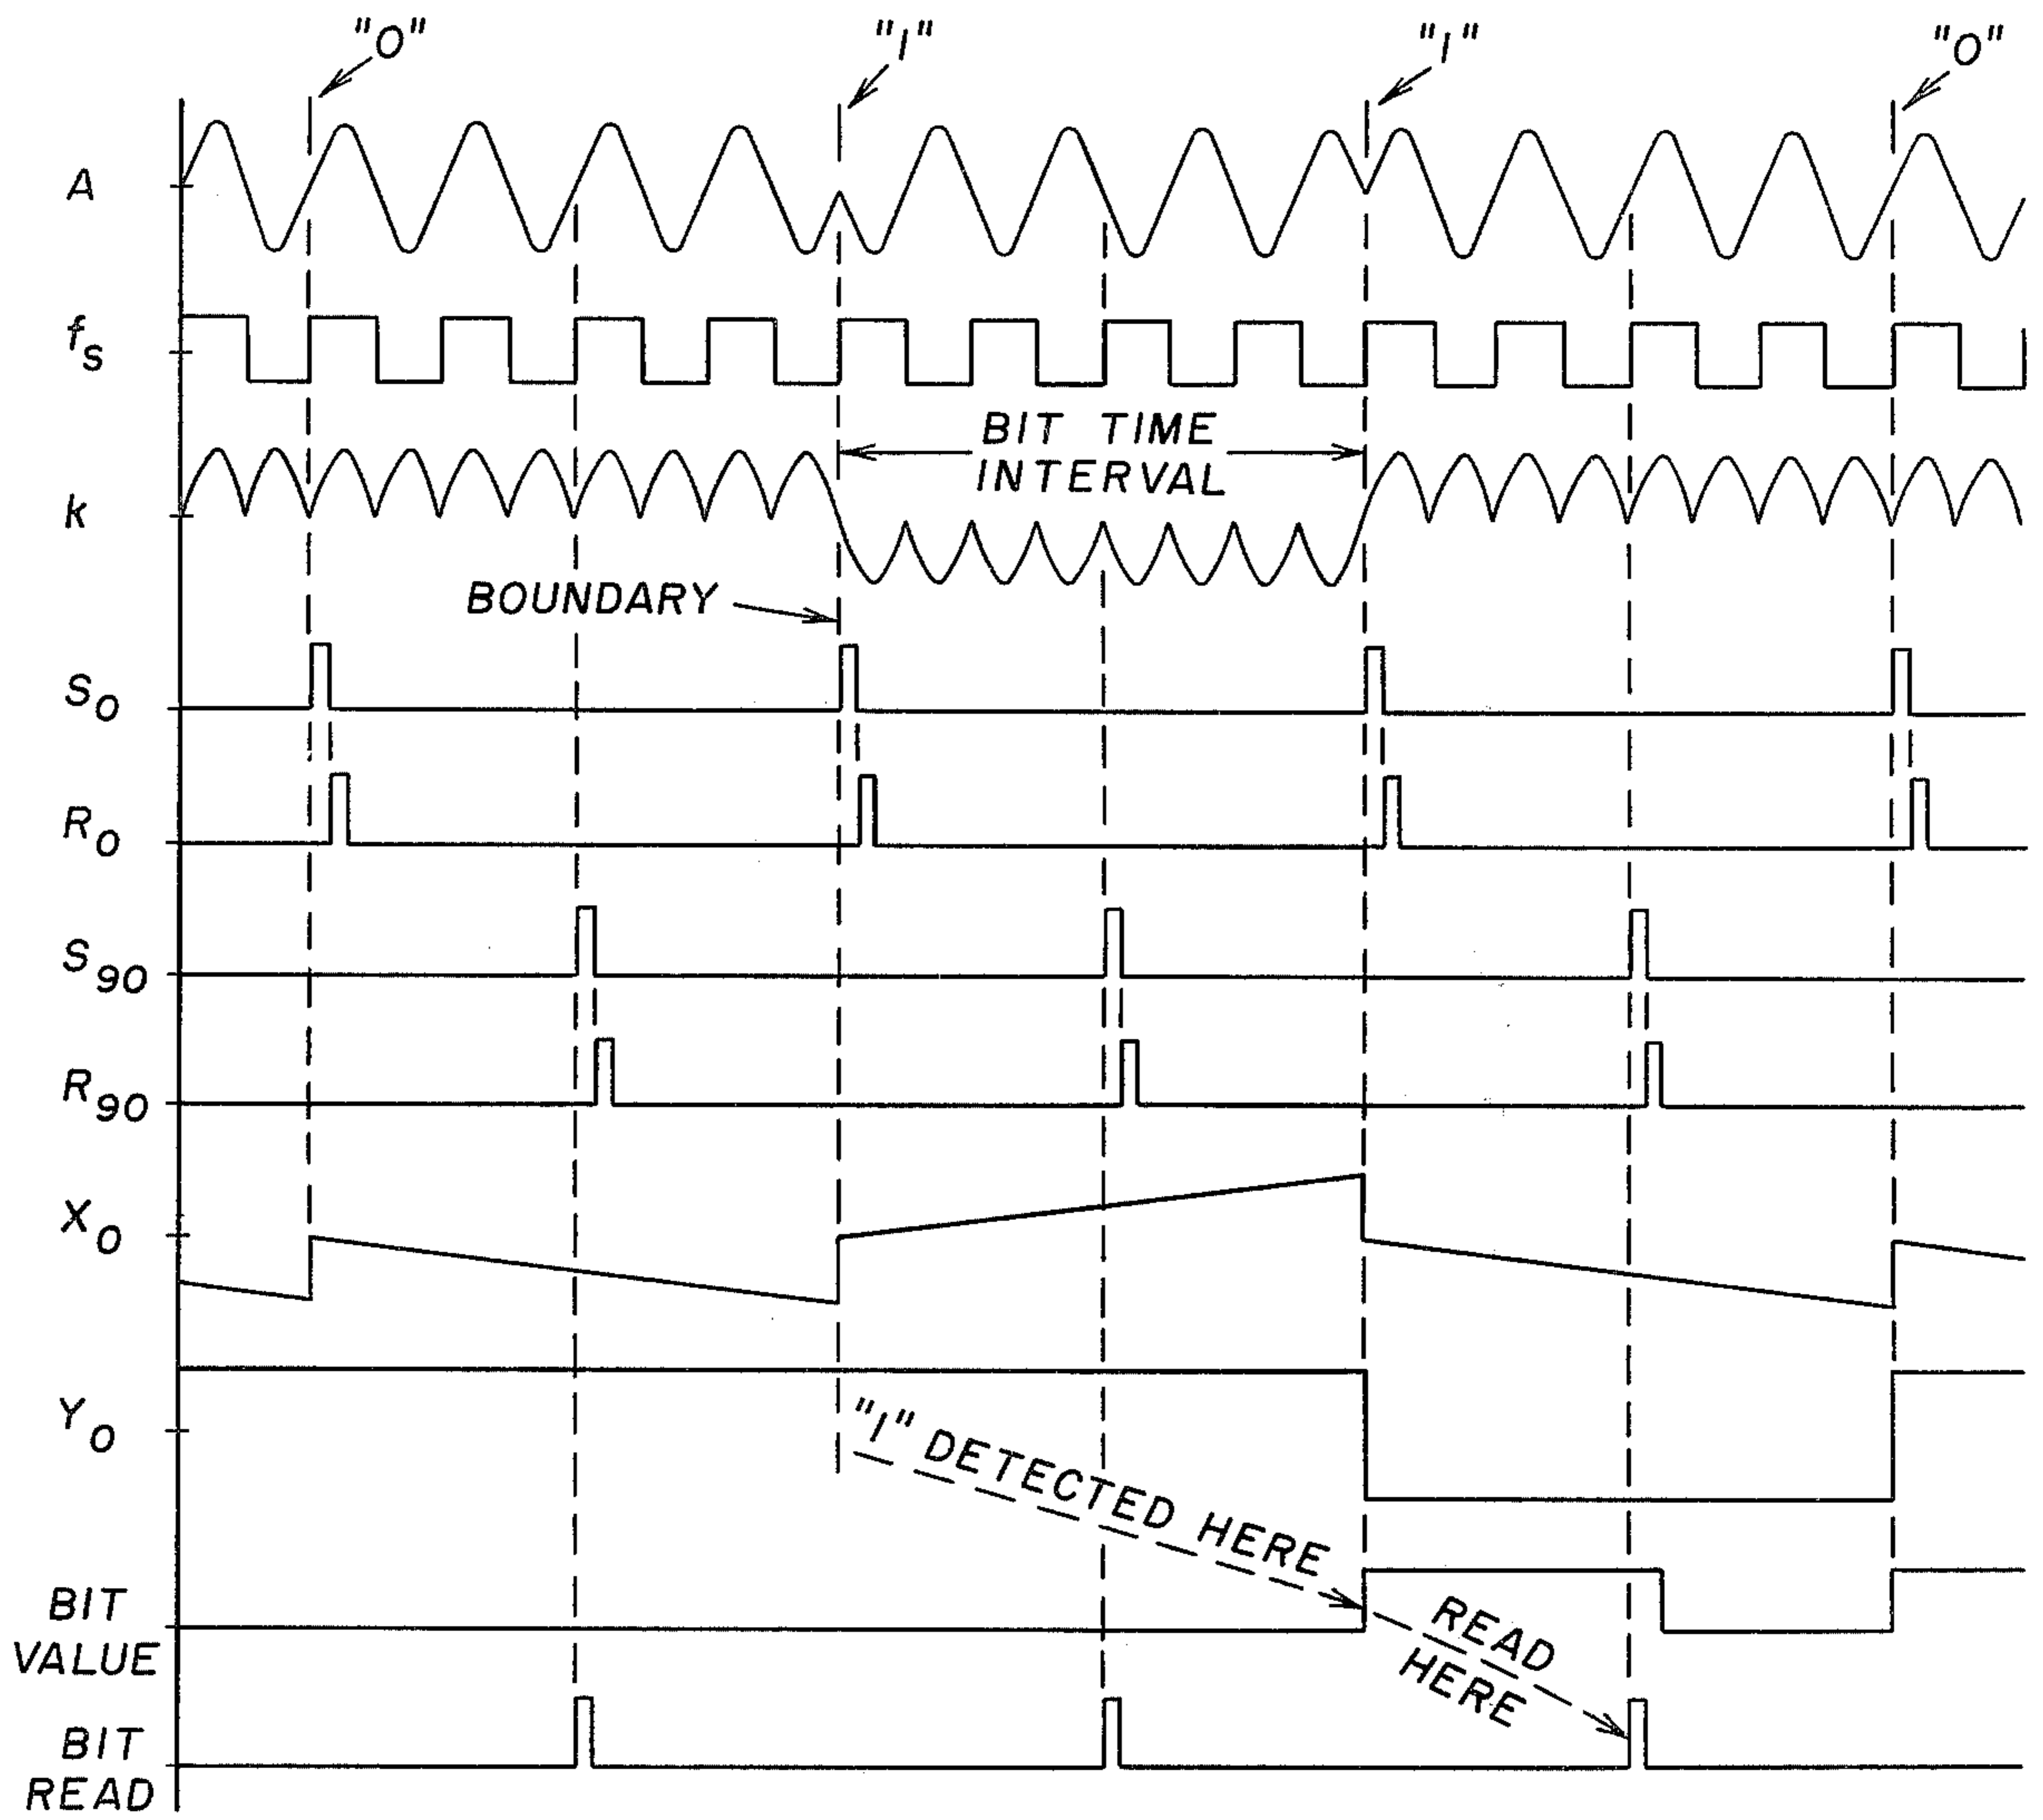 "0" "1" "1" "0"
A
fS
BIT TIME
INTERVAL
k
BOUNDARY
S0
R0
S90
R90
X0
Y0
"1" DETECTED HERE
READ
HERE
BIT
VALUE
BIT
READ